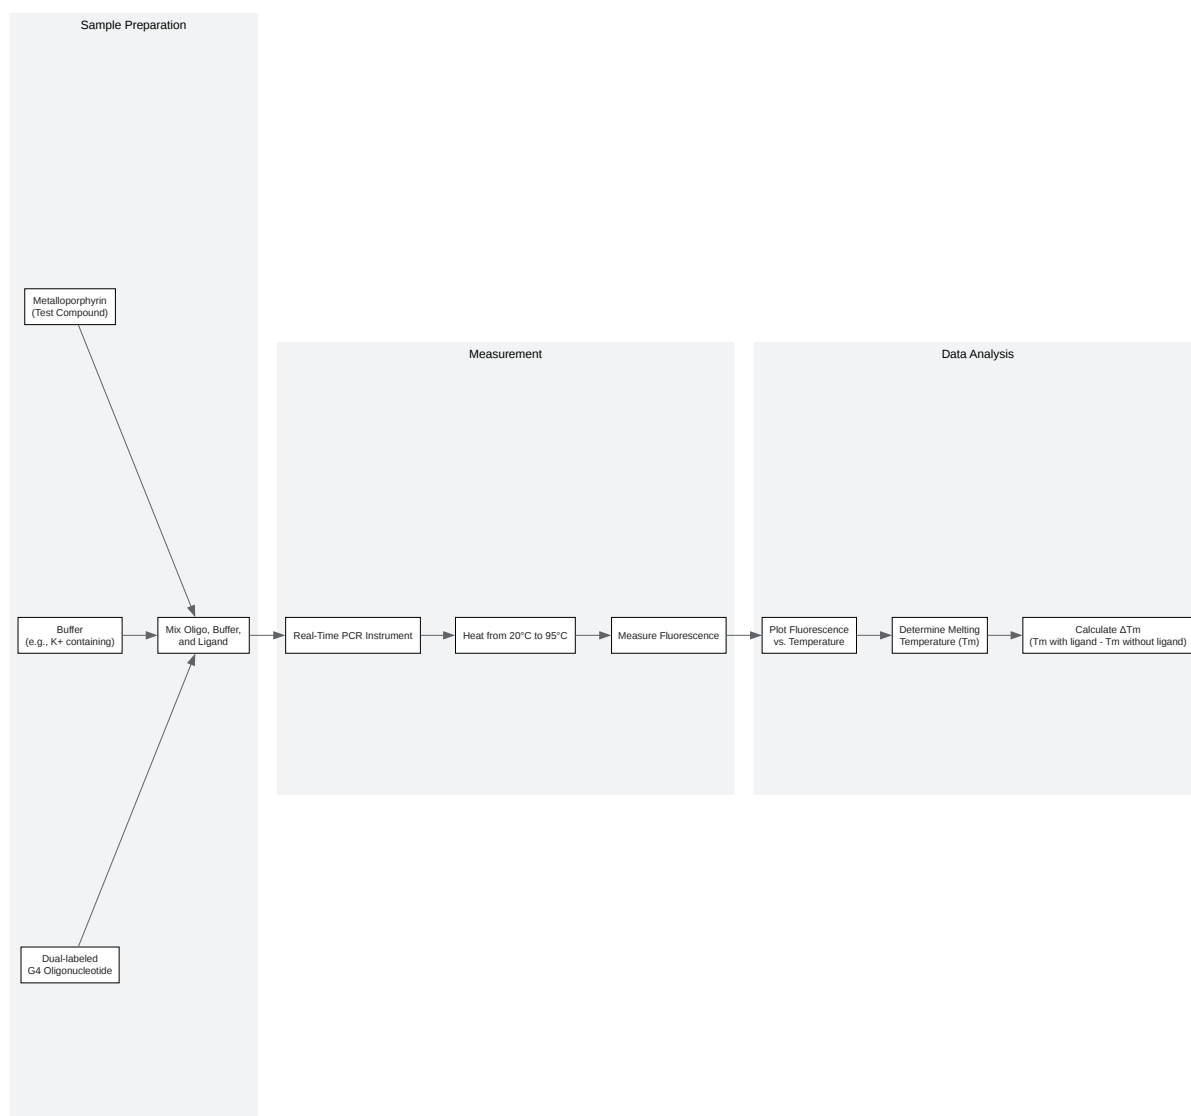 Sample Preparation
Metalloporphyrin
(Test Compound)
Buffer
(e.g., K+ containing)
Dual-labeled
G4 Oligonucleotide
Mix Oligo, Buffer,
and Ligand
Measurement
Real-Time PCR Instrument
Heat from 20°C to 95°C
Measure Fluorescence
Data Analysis
Plot Fluorescence
vs. Temperature
Determine Melting
Temperature (Tm)
Calculate ΔTm
(Tm with ligand - Tm without ligand)